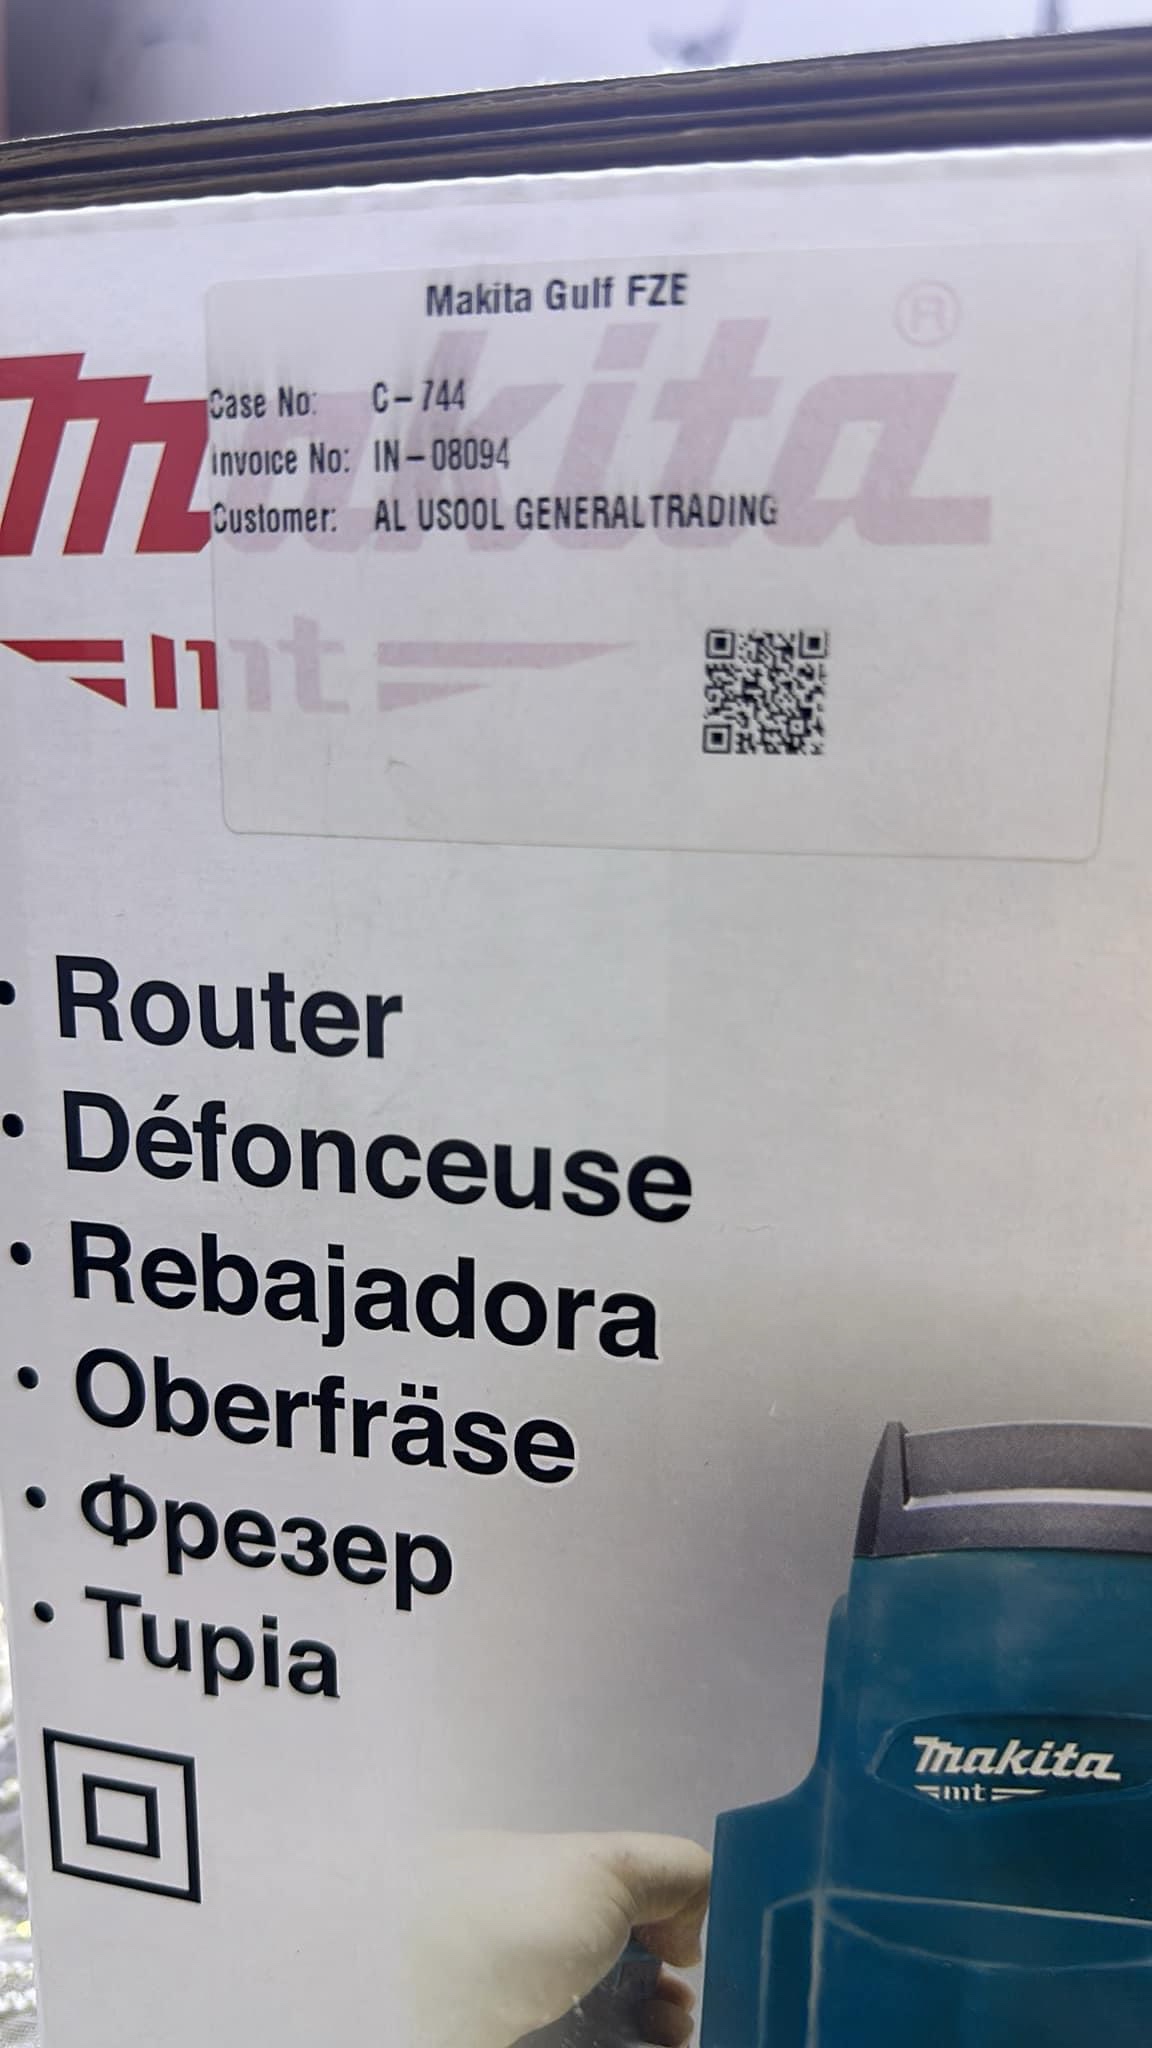 Makita Gulf FZE
Makita®
Case No: C-744
Invoice No: IN-08094
Customer: AL USOOL GENERALTRADING
mt
• Router
• Défonceuse
• Rebajadora
• Oberfräse
• Фрезер
• Tupia
Makita
mt